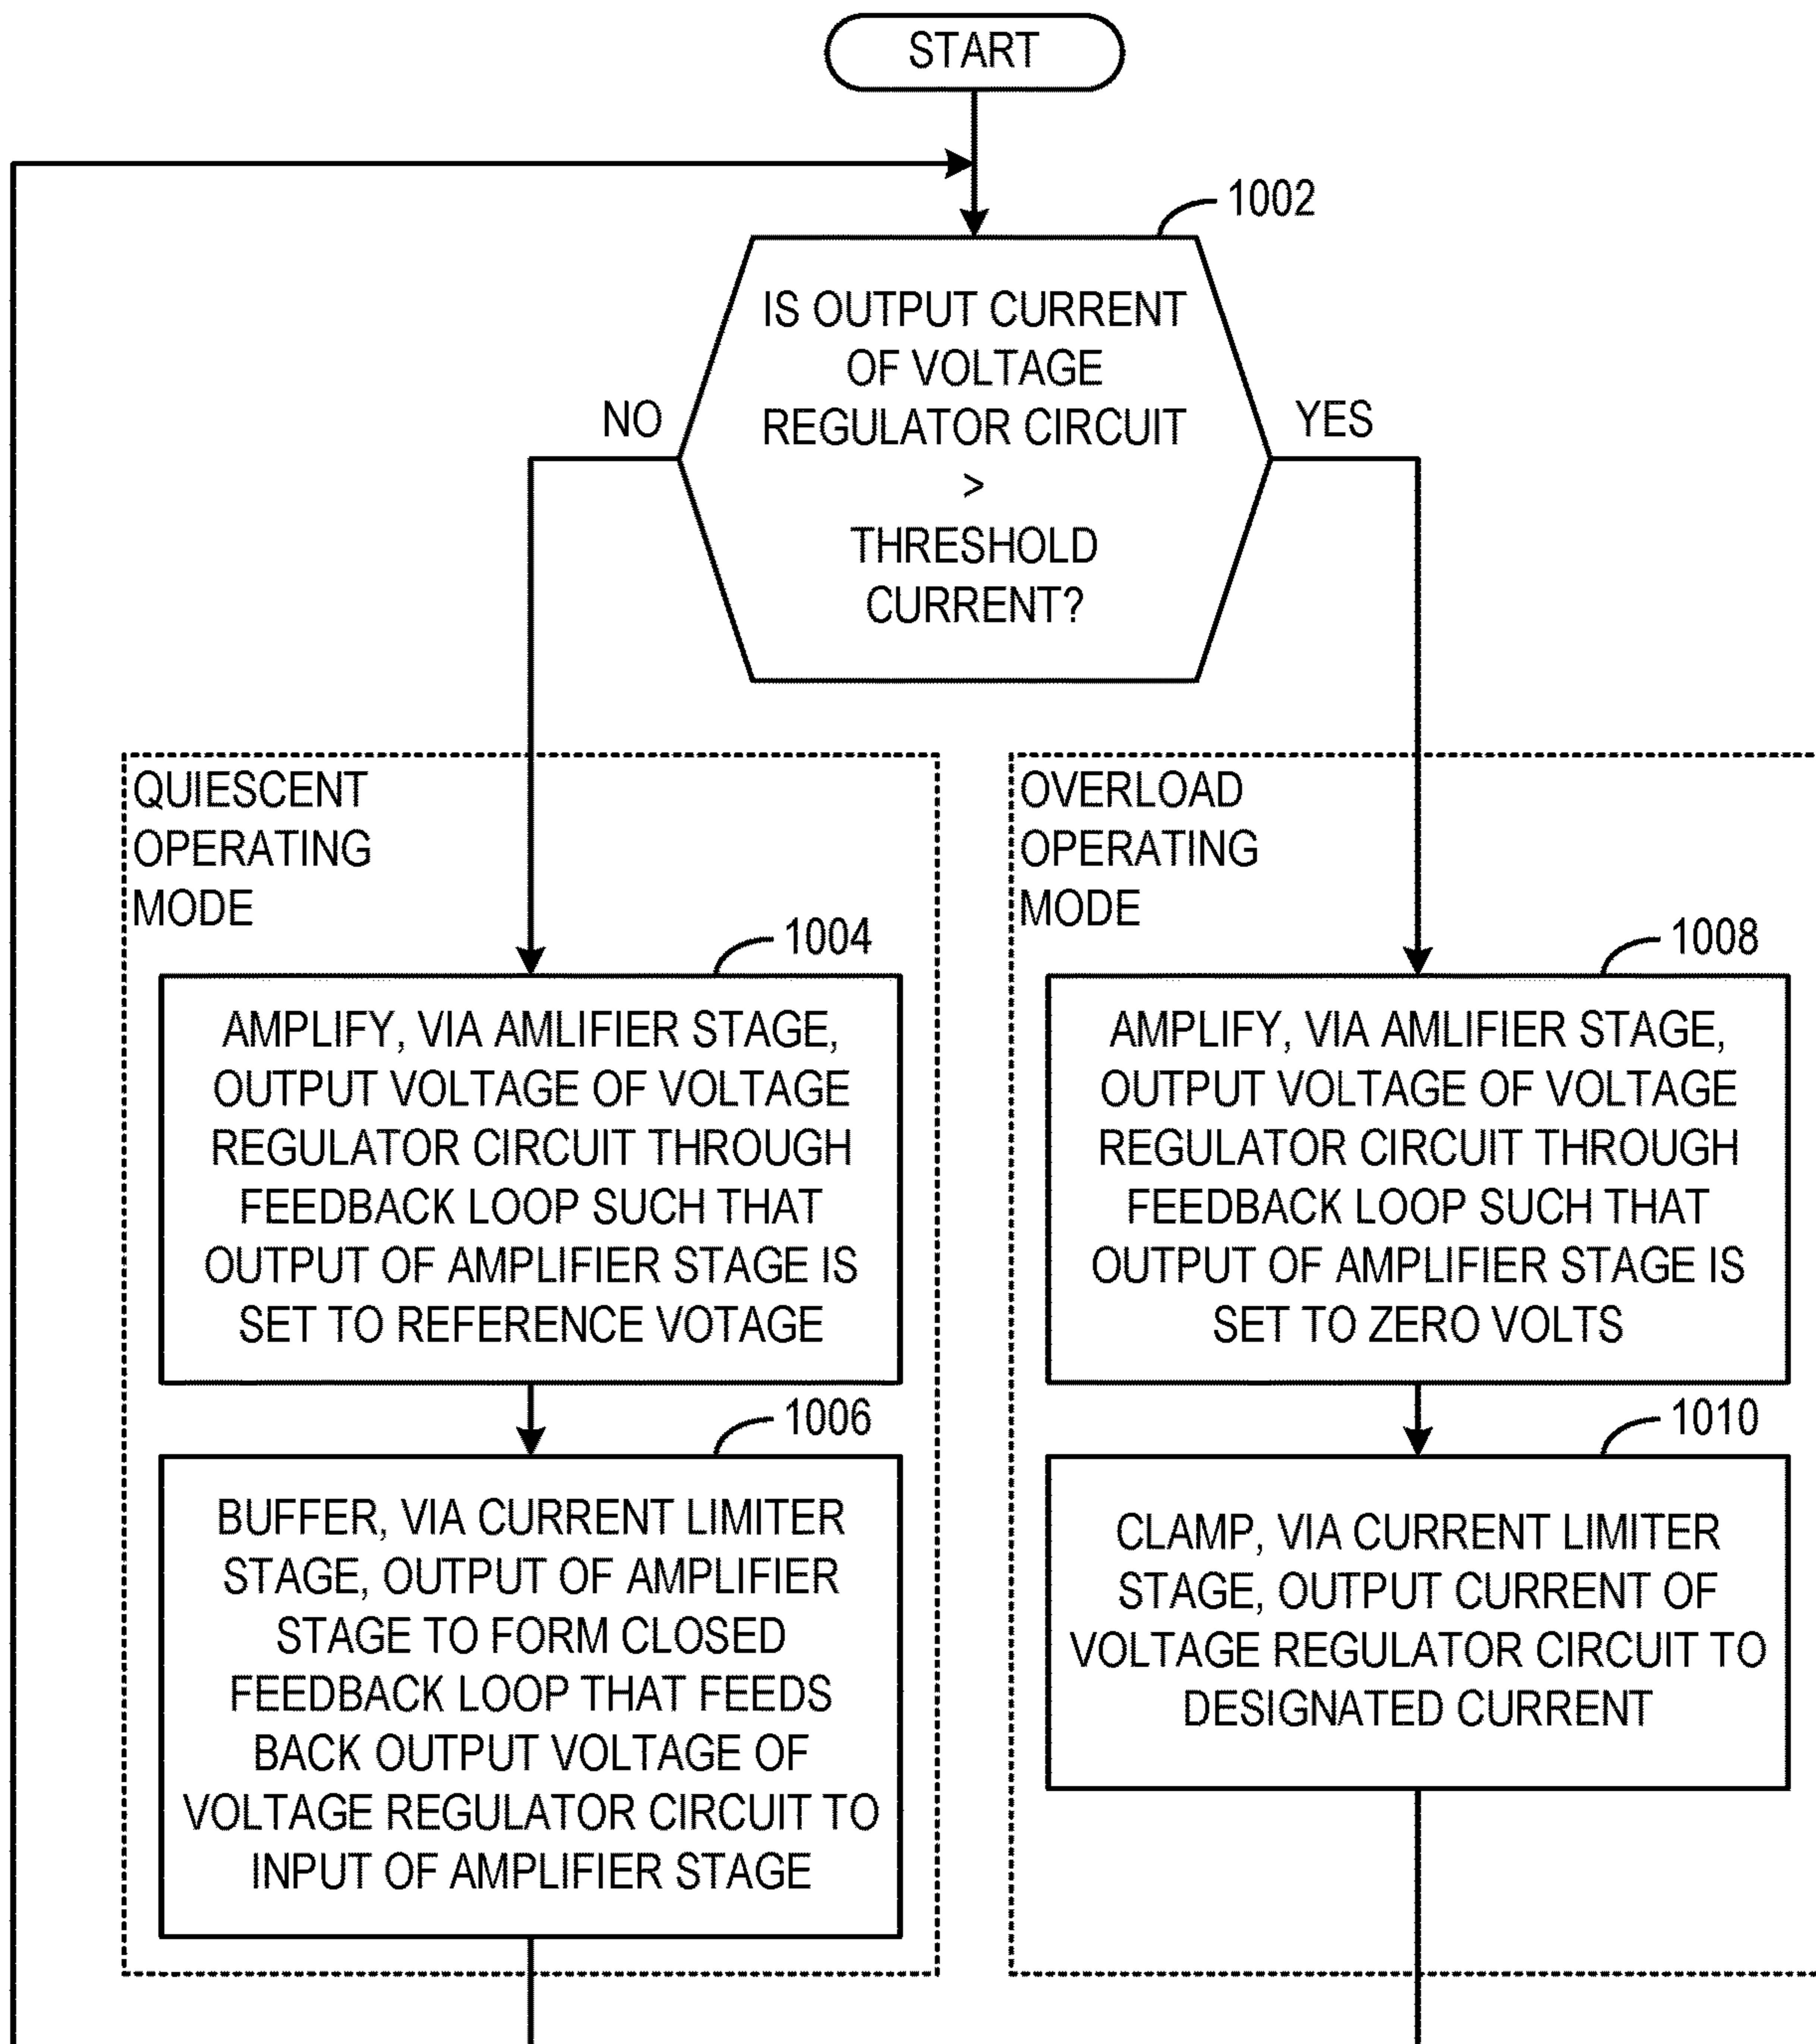 START
1002
IS OUTPUT CURRENT
OF VOLTAGE
REGULATOR CIRCUIT
>
THRESHOLD
CURRENT?
NO
YES
QUIESCENT
OPERATING
MODE
1004
AMPLIFY, VIA AMLIFIER STAGE,
OUTPUT VOLTAGE OF VOLTAGE
REGULATOR CIRCUIT THROUGH
FEEDBACK LOOP SUCH THAT
OUTPUT OF AMPLIFIER STAGE IS
SET TO REFERENCE VOTAGE
1006
BUFFER, VIA CURRENT LIMITER
STAGE, OUTPUT OF AMPLIFIER
STAGE TO FORM CLOSED
FEEDBACK LOOP THAT FEEDS
BACK OUTPUT VOLTAGE OF
VOLTAGE REGULATOR CIRCUIT TO
INPUT OF AMPLIFIER STAGE
OVERLOAD
OPERATING
MODE
1008
AMPLIFY, VIA AMLIFIER STAGE,
OUTPUT VOLTAGE OF VOLTAGE
REGULATOR CIRCUIT THROUGH
FEEDBACK LOOP SUCH THAT
OUTPUT OF AMPLIFIER STAGE IS
SET TO ZERO VOLTS
1010
CLAMP, VIA CURRENT LIMITER
STAGE, OUTPUT CURRENT OF
VOLTAGE REGULATOR CIRCUIT TO
DESIGNATED CURRENT